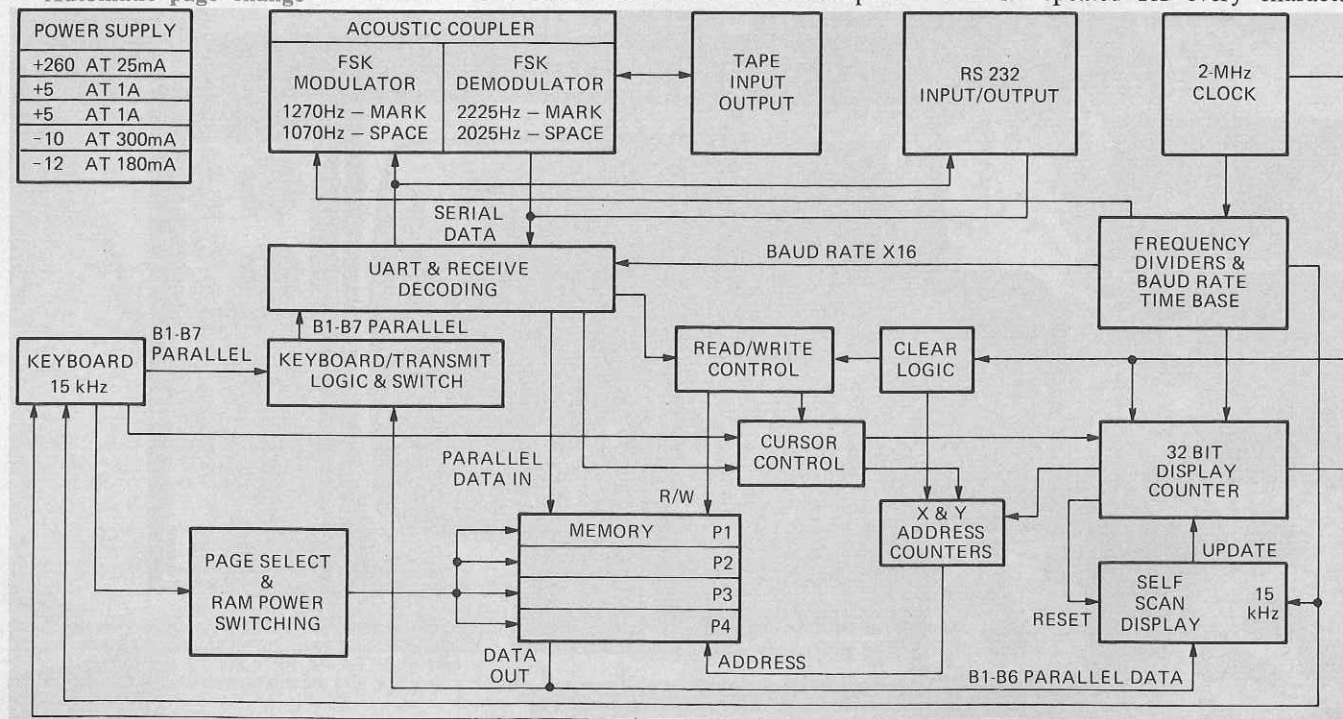 Automatic page change
every charact
POWER SUPPLY
+260 AT 25mA
+5 AT 1A
+5 AT 1A
-10 AT 300mA
-12 AT 180mA
ACOUSTIC COUPLER
FSK
MODULATOR
1270Hz – MARK
1070Hz – SPACE
FSK
DEMODULATOR
2225Hz – MARK
2025Hz – SPACE
TAPE
INPUT
OUTPUT
RS 232
INPUT/OUTPUT
2-MHz
CLOCK
SERIAL
DATA
UART & RECEIVE
DECODING
BAUD RATE X16
FREQUENCY
DIVIDERS &
BAUD RATE
TIME BASE
B1-B7
PARALLEL
B1-B7 PARALLEL
KEYBOARD
15 kHz
KEYBOARD/TRANSMIT
LOGIC & SWITCH
READ/WRITE
CONTROL
CLEAR
LOGIC
CURSOR
CONTROL
32 BIT
DISPLAY
COUNTER
PARALLEL
DATA IN
R/W
X & Y
ADDRESS
COUNTERS
PAGE SELECT
&
RAM POWER
SWITCHING
MEMORY P1
P2
P3
P4
UPDATE
SELF
SCAN
DISPLAY
15
kHz
RESET
DATA
OUT
ADDRESS
B1-B6 PARALLEL DATA